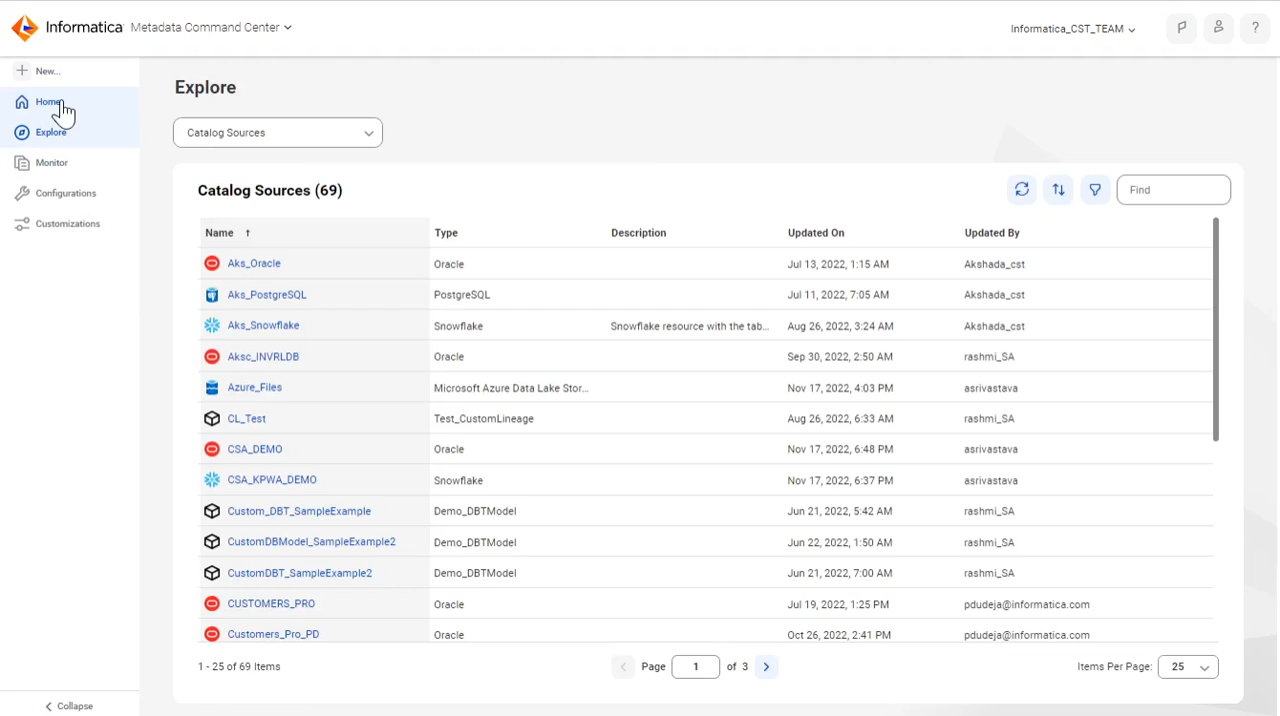 Informatica Metadata Command Center
Informatica_CST_TEAM
?
New...
Home
Explore
Monitor
Configurations
Customizations
Collapse
Explore
Catalog Sources
Catalog Sources (69)
Find
Name ↑ Type Description Updated On Updated By
Aks_Oracle Oracle Jul 13, 2022, 1:15 AM Akshada_cst
Aks_PostgreSQL PostgreSQL Jul 11, 2022, 7:05 AM Akshada_cst
Aks_Snowflake Snowflake Snowflake resource with the tab... Aug 26, 2022, 3:24 AM Akshada_cst
Aksc_INVRLDB Oracle Sep 30, 2022, 2:50 AM rashmi_SA
Azure_Files Microsoft Azure Data Lake Stor... Nov 17, 2022, 4:03 PM asrivastava
CL_Test Test_CustomLineage Aug 26, 2022, 6:33 AM rashmi_SA
CSA_DEMO Oracle Nov 17, 2022, 6:48 PM asrivastava
CSA_KPWA_DEMO Snowflake Nov 17, 2022, 6:37 PM asrivastava
Custom_DBT_SampleExample Demo_DBTModel Jun 21, 2022, 5:42 AM rashmi_SA
CustomDBModel_SampleExample2 Demo_DBTModel Jun 22, 2022, 1:50 AM rashmi_SA
CustomDBT_SampleExample2 Demo_DBTModel Jun 21, 2022, 7:00 AM rashmi_SA
CUSTOMERS_PRO Oracle Jul 19, 2022, 1:25 PM pdudeja@informatica.com
Customers_Pro_PD Oracle Oct 26, 2022, 2:41 PM pdudeja@informatica.com
1 - 25 of 69 Items Page 1 of 3 Items Per Page: 25